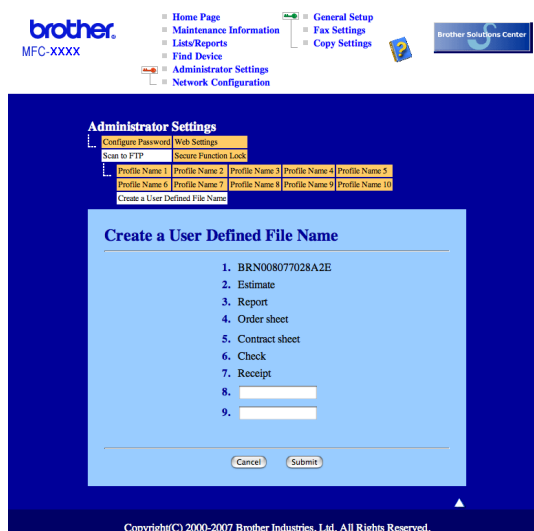 brother
MFC-XXXX
Home Page
Maintenance Information
Lists/Reports
Find Device
Administrator Settings
Network Configuration
General Setup
Fax Settings
Copy Settings
Brother Solutions Center
Administrator Settings
Configure Password Web Settings
Scan to FTP Secure Function Lock
Profile Name 1 Profile Name 2 Profile Name 3 Profile Name 4 Profile Name 5
Profile Name 6 Profile Name 7 Profile Name 8 Profile Name 9 Profile Name 10
Create a User Defined File Name
Create a User Defined File Name
1. BRN008077028A2E
2. Estimate
3. Report
4. Order sheet
5. Contract sheet
6. Check
7. Receipt
8.
9.
Cancel Submit
Copyright(C) 2000-2007 Brother Industries, Ltd. All Rights Reserved.